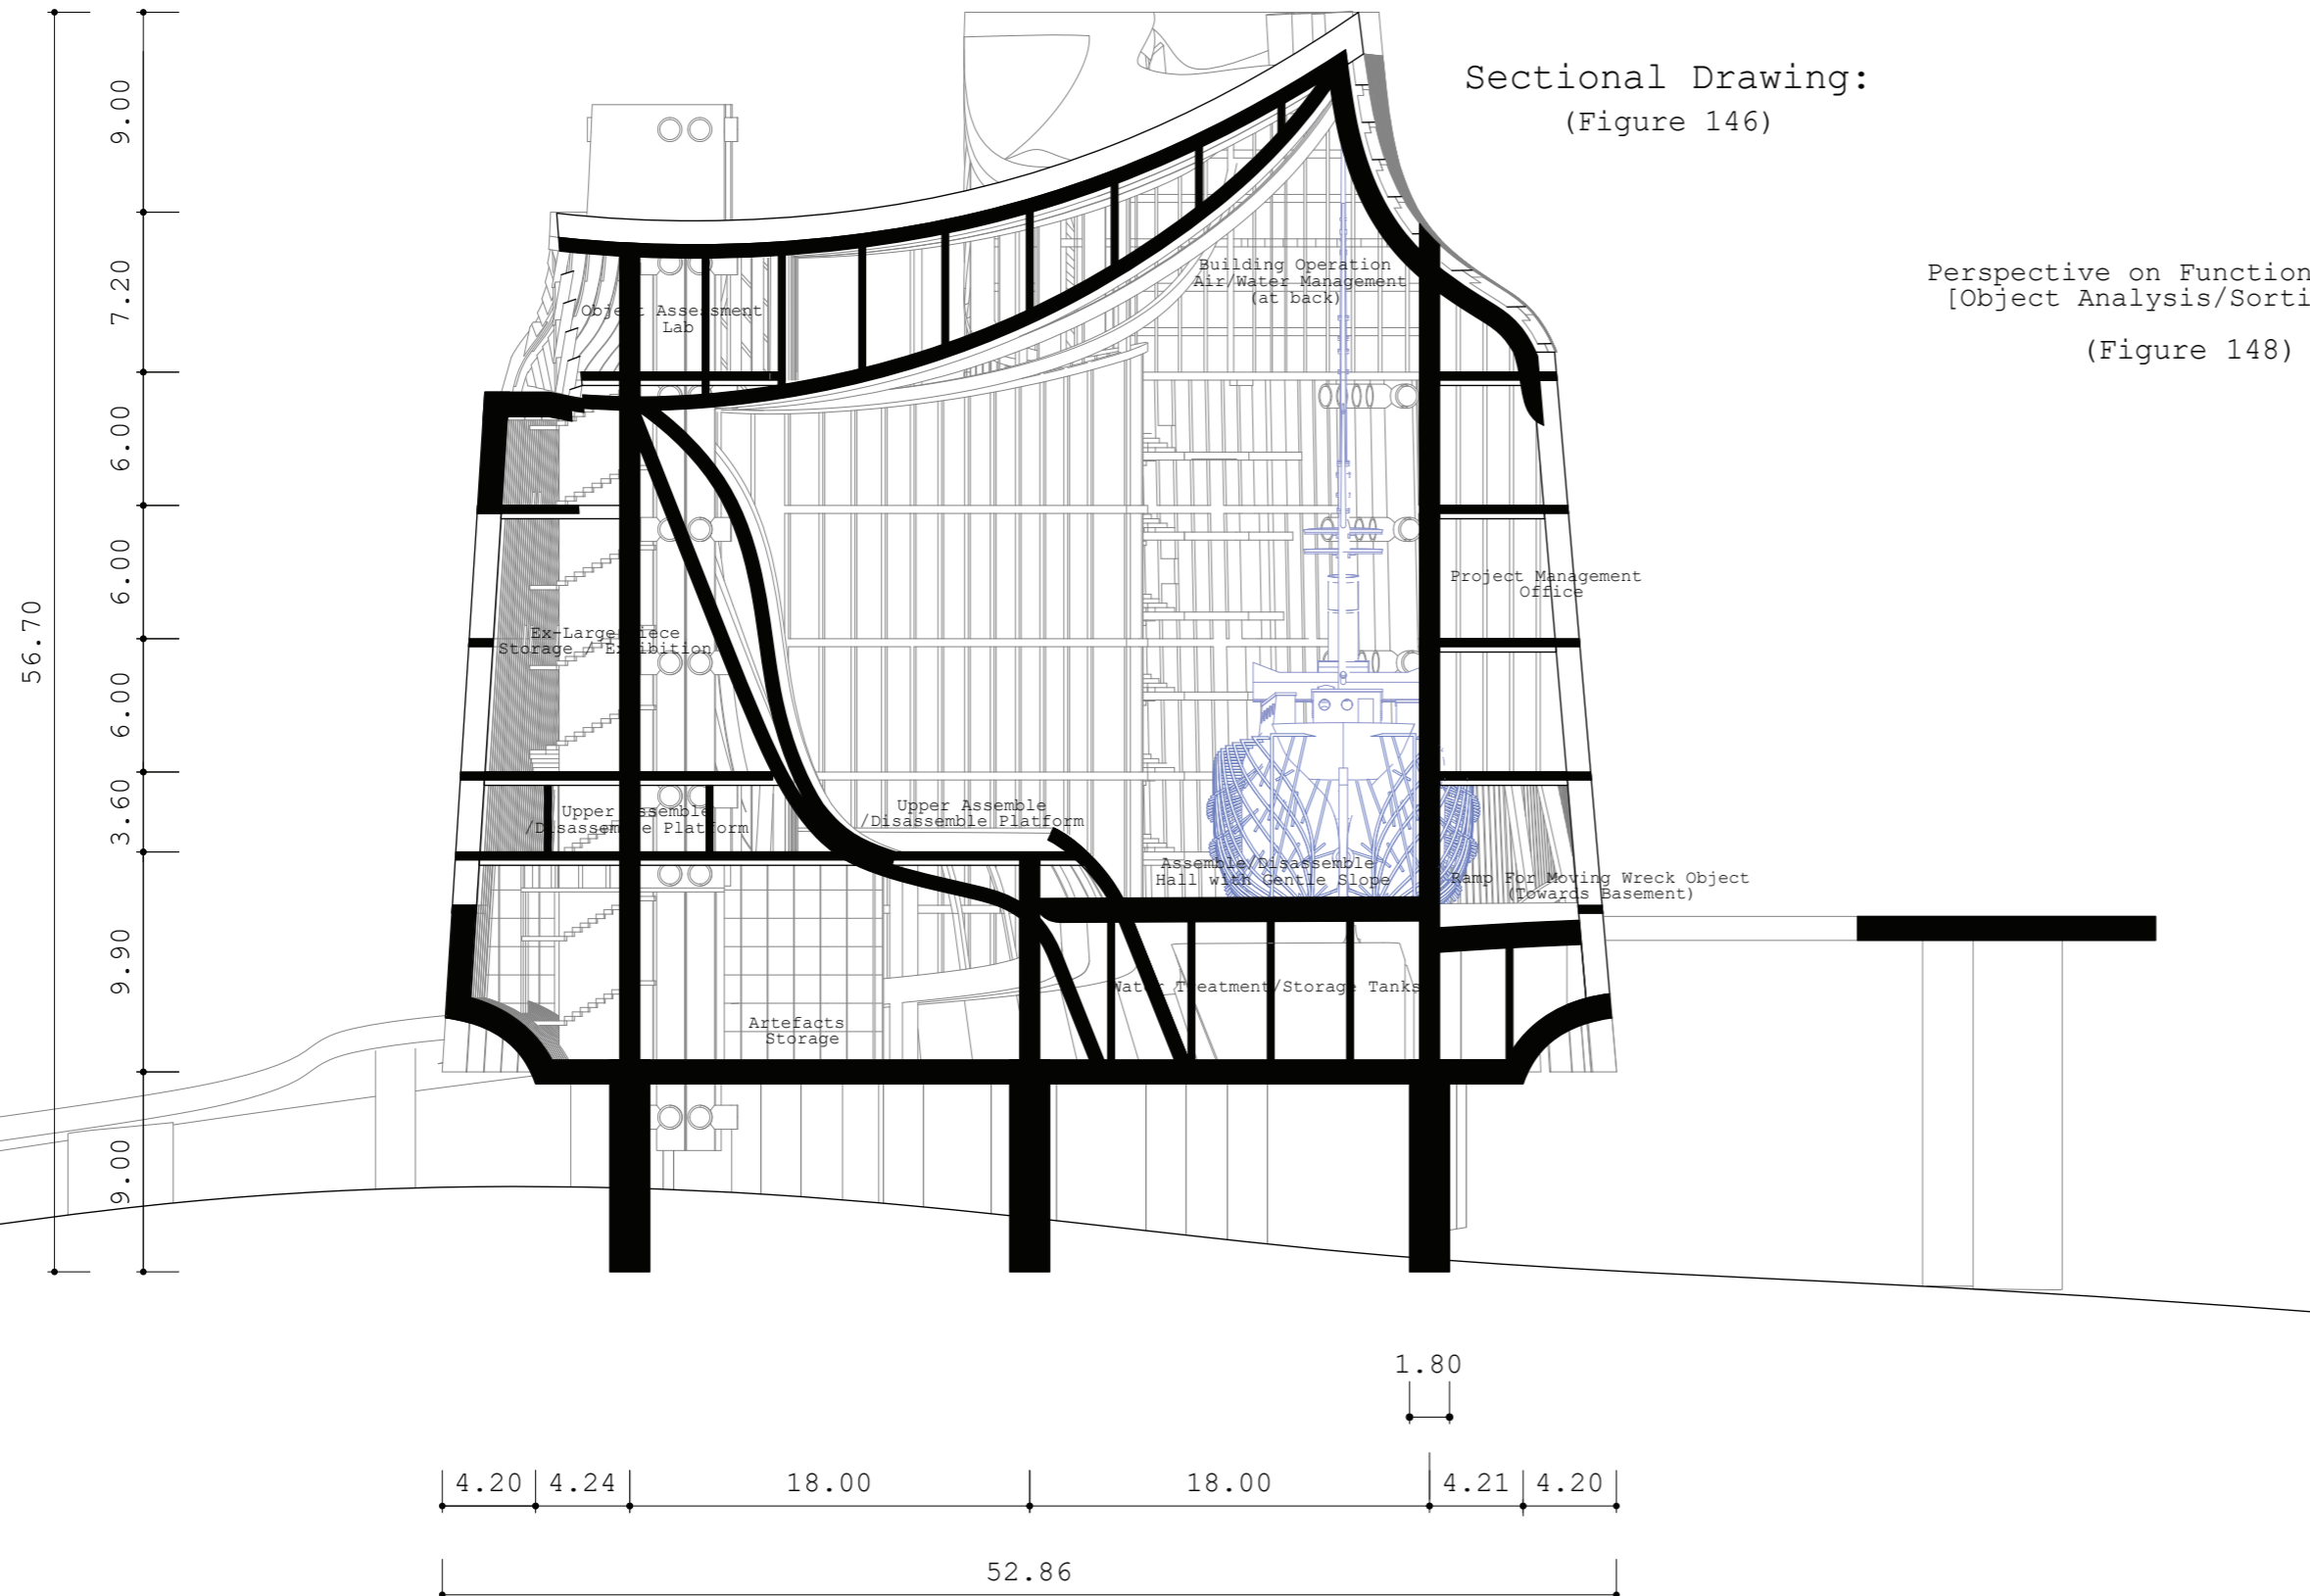 Sectional Drawing:
(Figure 146)
Perspective on Function
[Object Analysis/Sorti
(Figure 148)
9.00
7.20
6.00
6.00
6.00
3.60
9.90
9.00
56.70
Building Operation
Air/Water Management
(at back)
Object Assessment
Lab
Project Management
Office
Ex-Large Piece
Storage / Exhibition
Upper Assemble
/Disassemble Platform
Upper Assemble
/Disassemble Platform
Assemble/Disassemble
Hall with Gentle Slope
Ramp For Moving Wreck Object
(Towards Basement)
Water Treatment/Storage Tanks
Artefacts
Storage
1.80
4.20
4.24
18.00
18.00
4.21
4.20
52.86